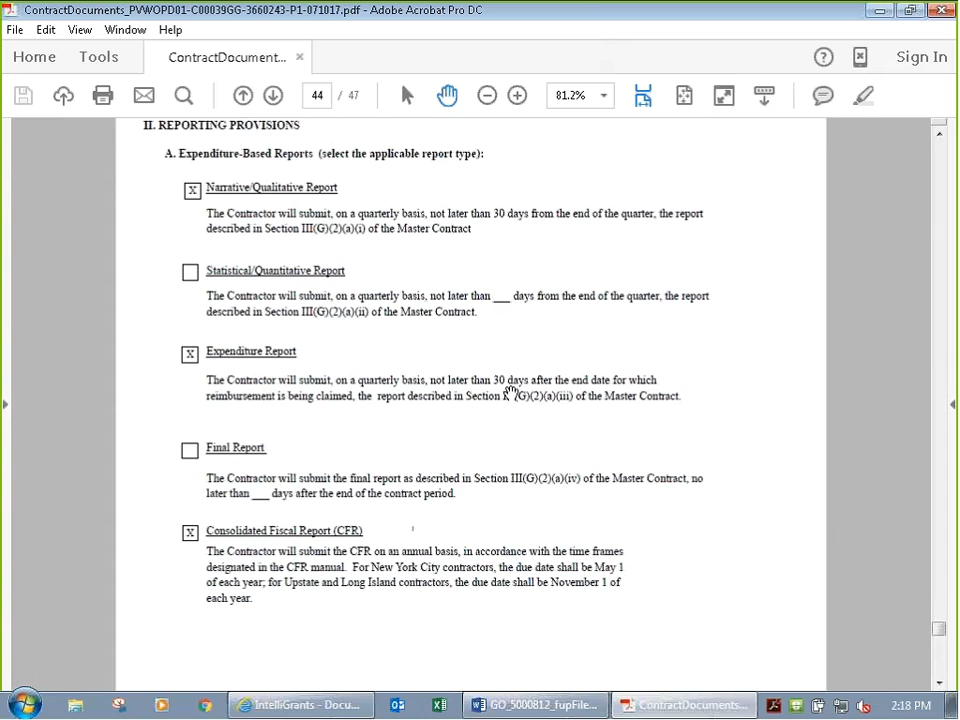 ContractDocuments_PVWOPD01-C00039GG-3660243-P1-071017.pdf - Adobe Acrobat Pro DC
File Edit View Window Help
Home Tools ContractDocument... × Sign In
44 / 47 81.2%
II. REPORTING PROVISIONS
A. Expenditure-Based Reports (select the applicable report type):
X Narrative/Qualitative Report
The Contractor will submit, on a quarterly basis, not later than 30 days from the end of the quarter, the report
described in Section III(G)(2)(a)(i) of the Master Contract
Statistical/Quantitative Report
The Contractor will submit, on a quarterly basis, not later than ___ days from the end of the quarter, the report
described in Section III(G)(2)(a)(ii) of the Master Contract.
X Expenditure Report
The Contractor will submit, on a quarterly basis, not later than 30 days after the end date for which
reimbursement is being claimed, the report described in Section (G)(2)(a)(iii) of the Master Contract.
Final Report
The Contractor will submit the final report as described in Section III(G)(2)(a)(iv) of the Master Contract, no
later than ___ days after the end of the contract period.
X Consolidated Fiscal Report (CFR)
The Contractor will submit the CFR on an annual basis, in accordance with the time frames
designated in the CFR manual. For New York City contractors, the due date shall be May 1
of each year; for Upstate and Long Island contractors, the due date shall be November 1 of
each year.
IntelliGrants - Docu... GO_5000812_fupFile... ContractDocuments... 2:18 PM